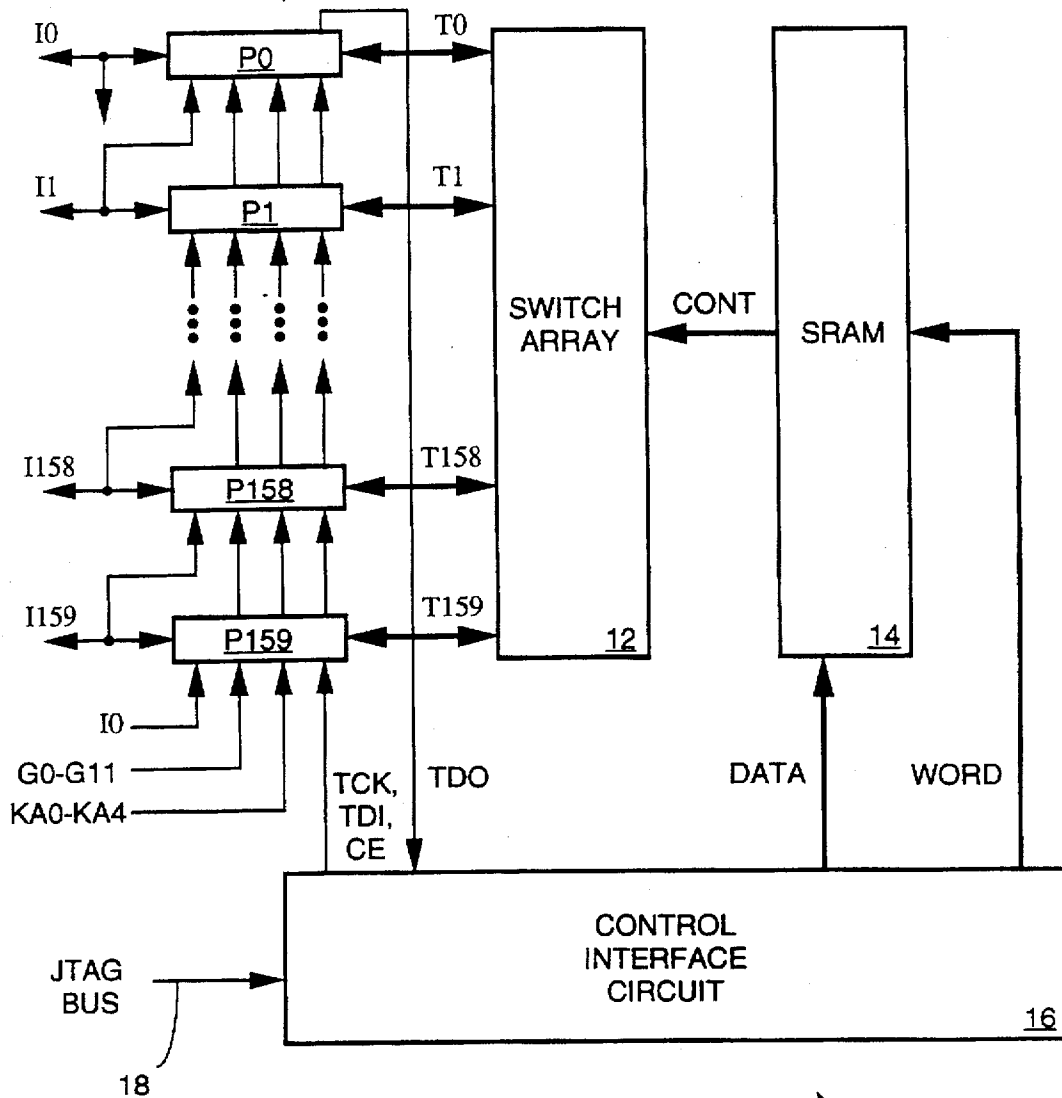 I0
P0
T0
I1
P1
T1
SWITCH
ARRAY
CONT
SRAM
I158
P158
T158
I159
P159
T159
12
14
I0
G0-G11
KA0-KA4
TCK,
TDI,
CE
TDO
DATA
WORD
CONTROL
INTERFACE
CIRCUIT
JTAG
BUS
16
18